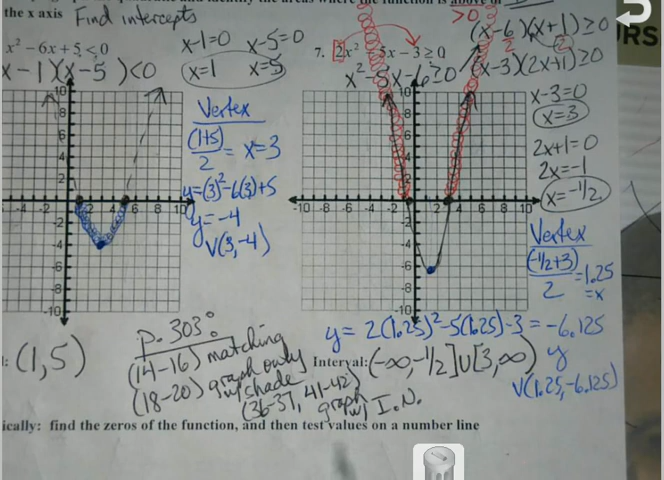 the x axis Find intercepts
x² - 6x + 5 < 0
x - 1)(x - 5) < 0
x-1=0 x-5=0
x=1 x=5
Vertex
(1+5)/2 = x=3
y=(3)²-6(3)+5
y=-4
V(3,-4)
(1,5)
7. 2x² - 5x - 3 ≥ 0
x² - 5x - 6 ≥ 0
>0
(x-6)(x+1) ≥ 0
2 2
(x-3)(2x+1) ≥ 0
x-3=0
x=3
2x+1=0
2x=-1
x=-1/2
Vertex
(-1/2+3)/2 = 1.25
=x
y = 2(1.25)²-5(1.25)-3 = -6.125
y
V(1.25,-6.125)
Interval: (-∞,-1/2]U[3,∞)
p. 303:
(14-16) matching
(18-20) graph only
w/ shade
(36-37, 41-42)
graph w/ I.N.
ically: find the zeros of the function, and then test values on a number line
RS